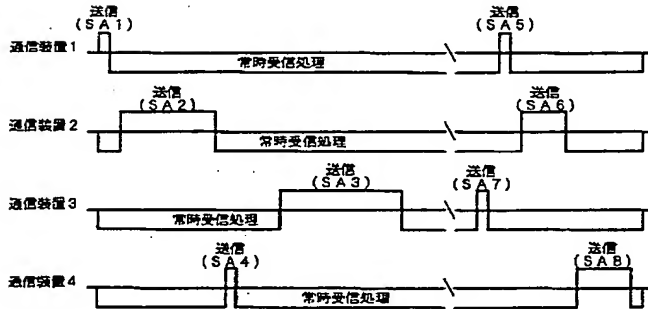 送信
(SA1)
送信
(SA5)
通信装置1
常時受信処理
送信
(SA2)
送信
(SA6)
通信装置2
常時受信処理
送信
(SA3)
送信
(SA7)
通信装置3
常時受信処理
送信
(SA4)
送信
(SA8)
通信装置4
常時受信処理